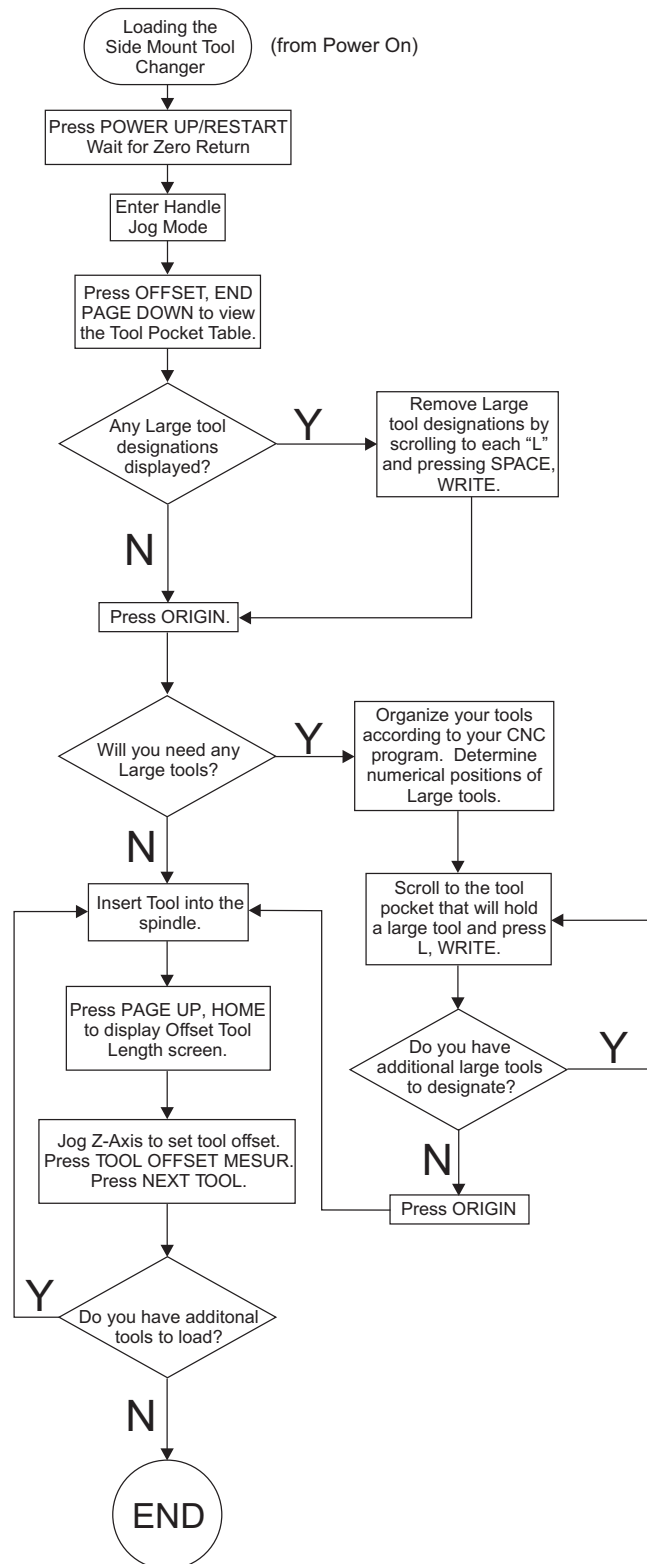 Loading the
Side Mount Tool
Changer
(from Power On)
Press POWER UP/RESTART
Wait for Zero Return
Enter Handle
Jog Mode
Press OFFSET, END
PAGE DOWN to view
the Tool Pocket Table.
Any Large tool
designations
displayed?
Y
Remove Large
tool designations by
scrolling to each “L”
and pressing SPACE,
WRITE.
N
Press ORIGIN.
Will you need any
Large tools?
Y
Organize your tools
according to your CNC
program. Determine
numerical positions of
Large tools.
N
Scroll to the tool
pocket that will hold
a large tool and press
L, WRITE.
Do you have
additional large tools
to designate?
Y
N
Press ORIGIN
Insert Tool into the
spindle.
Press PAGE UP, HOME
to display Offset Tool
Length screen.
Jog Z-Axis to set tool offset.
Press TOOL OFFSET MESUR.
Press NEXT TOOL.
Do you have additonal
tools to load?
Y
N
END